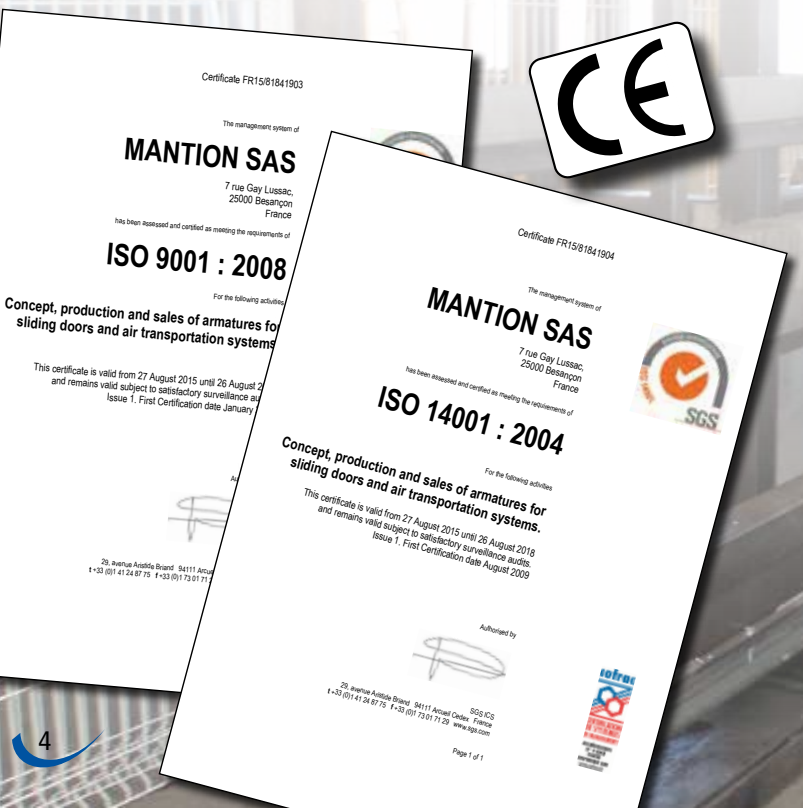 Certificate FR15/81841903
The management system of
MANTION SAS
7 rue Gay Lussac,
25000 Besançon
France
has been assessed and certified as meeting the requirements of
ISO 9001 : 2008
For the following activities
Concept, production and sales of armatures for
sliding doors and air transportation systems
This certificate is valid from 27 August 2015 until 26 August
and remains valid subject to satisfactory surveillance
Issue 1. First Certification date January
29, avenue Aristide Briand 94111
t +33 (0)1 41 24 87 75 f +33 (0)1 73 01 71
CE
Certificate FR15/81841904
The management system of
MANTION SAS
7 rue Gay Lussac,
25000 Besançon
France
has been assessed and certified as meeting the requirements of
ISO 14001 : 2004
For the following activities
Concept, production and sales of armatures for
sliding doors and air transportation systems.
This certificate is valid from 27 August 2015 until 26 August 2018
and remains valid subject to satisfactory surveillance audits.
Issue 1. First Certification date August 2009
SGS
Authorised by
SGS ICS
29, avenue Aristide Briand 94111 Arcueil Cedex France
t +33 (0)1 41 24 87 75 f +33 (0)1 73 01 71 29 www.sgs.com
Page 1 of 1
cofrac
4